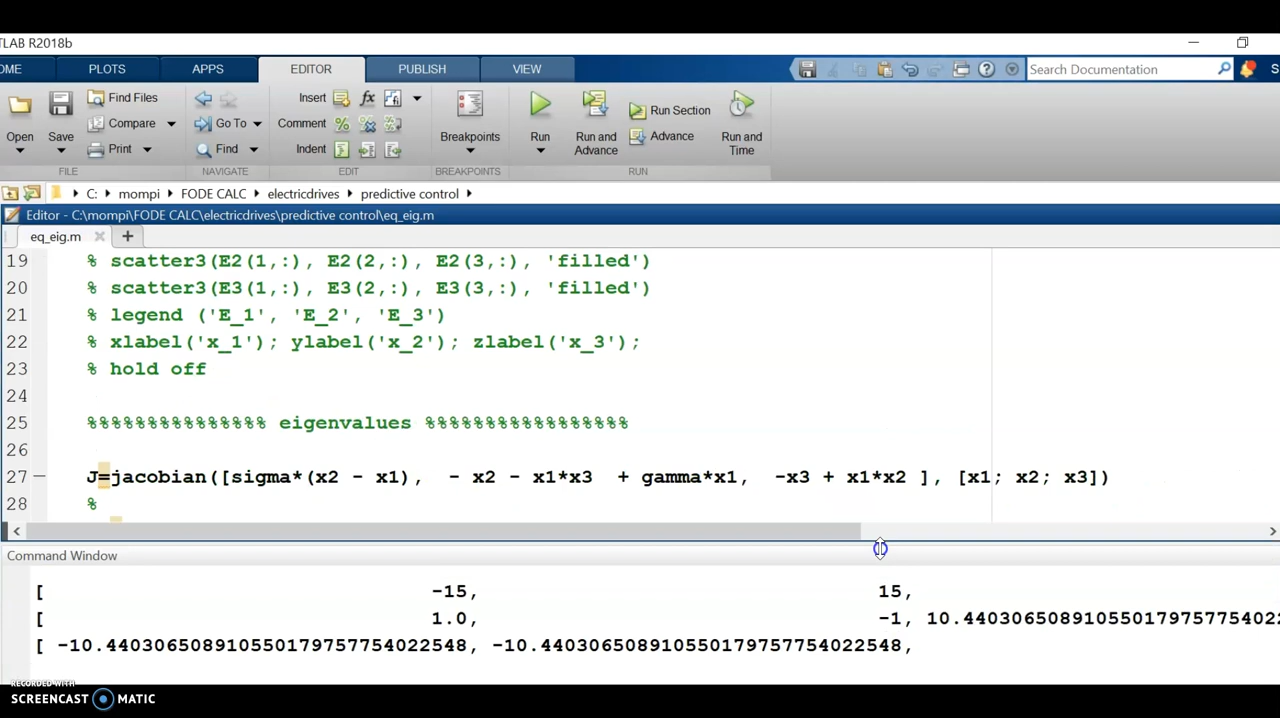 TLAB R2018b
OME PLOTS APPS EDITOR PUBLISH VIEW Search Documentation S
Find Files Insert fx
Compare Go To Comment % Run Section
Open Save Print Find Indent Breakpoints Run Run and Advance Advance Run and Time
FILE NAVIGATE EDIT BREAKPOINTS RUN
C: mompi FODE CALC electricdrives predictive control
Editor - C:\mompi\FODE CALC\electricdrives\predictive control\eq_eig.m
eq_eig.m
19 % scatter3(E2(1,:), E2(2,:), E2(3,:), 'filled')
20 % scatter3(E3(1,:), E3(2,:), E3(3,:), 'filled')
21 % legend ('E_1', 'E_2', 'E_3')
22 % xlabel('x_1'); ylabel('x_2'); zlabel('x_3');
23 % hold off
24
25 %%%%%%%%%%%%%%% eigenvalues %%%%%%%%%%%%%%%%%
26
27 J=jacobian([sigma*(x2 - x1), - x2 - x1*x3 + gamma*x1, -x3 + x1*x2 ], [x1; x2; x3])
28 %
Command Window
[ -15, 15,
[ 1.0, -1, 10.440306508910550179757754022
[ -10.440306508910550179757754022548, -10.440306508910550179757754022548,
RECORDED WITH
SCREENCAST MATIC